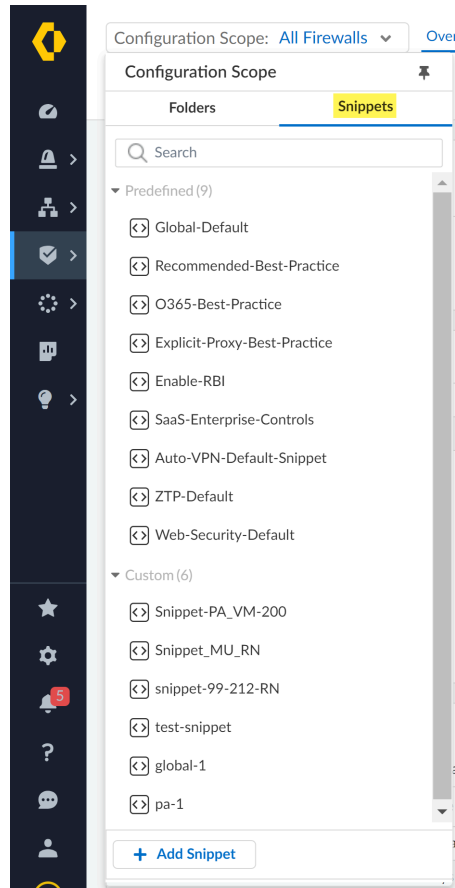 Configuration Scope: All Firewalls
Configuration Scope
Folders
Snippets
Search
Predefined (9)
Global-Default
Recommended-Best-Practice
O365-Best-Practice
Explicit-Proxy-Best-Practice
Enable-RBI
SaaS-Enterprise-Controls
Auto-VPN-Default-Snippet
ZTP-Default
Web-Security-Default
Custom (6)
Snippet-PA_VM-200
Snippet_MU_RN
snippet-99-212-RN
test-snippet
global-1
pa-1
5
?
+ Add Snippet